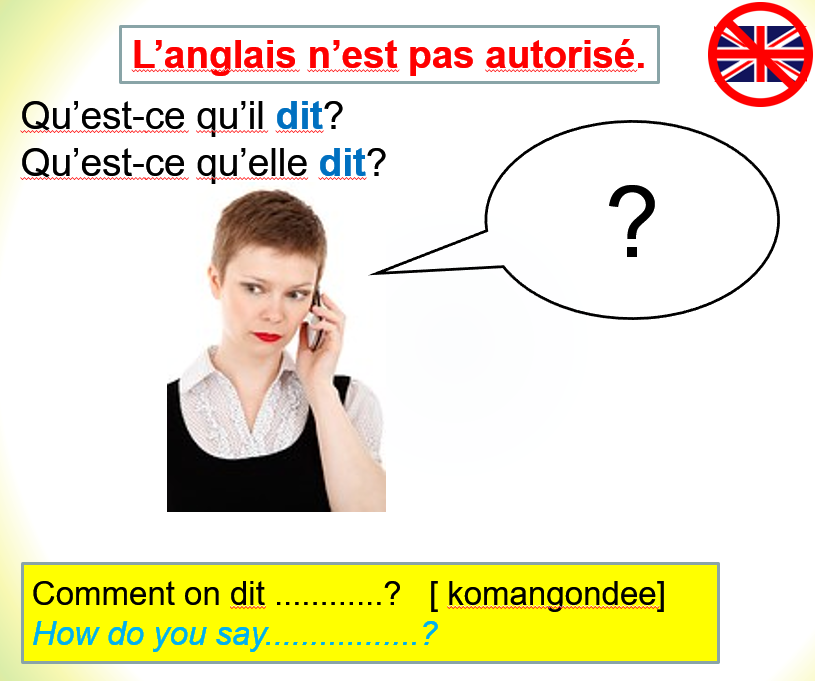 L’anglais n’est pas autorisé.
Qu’est-ce qu’il dit?
Qu’est-ce qu’elle dit?
?
Comment on dit ............? [ komangondee]
How do you say.................?